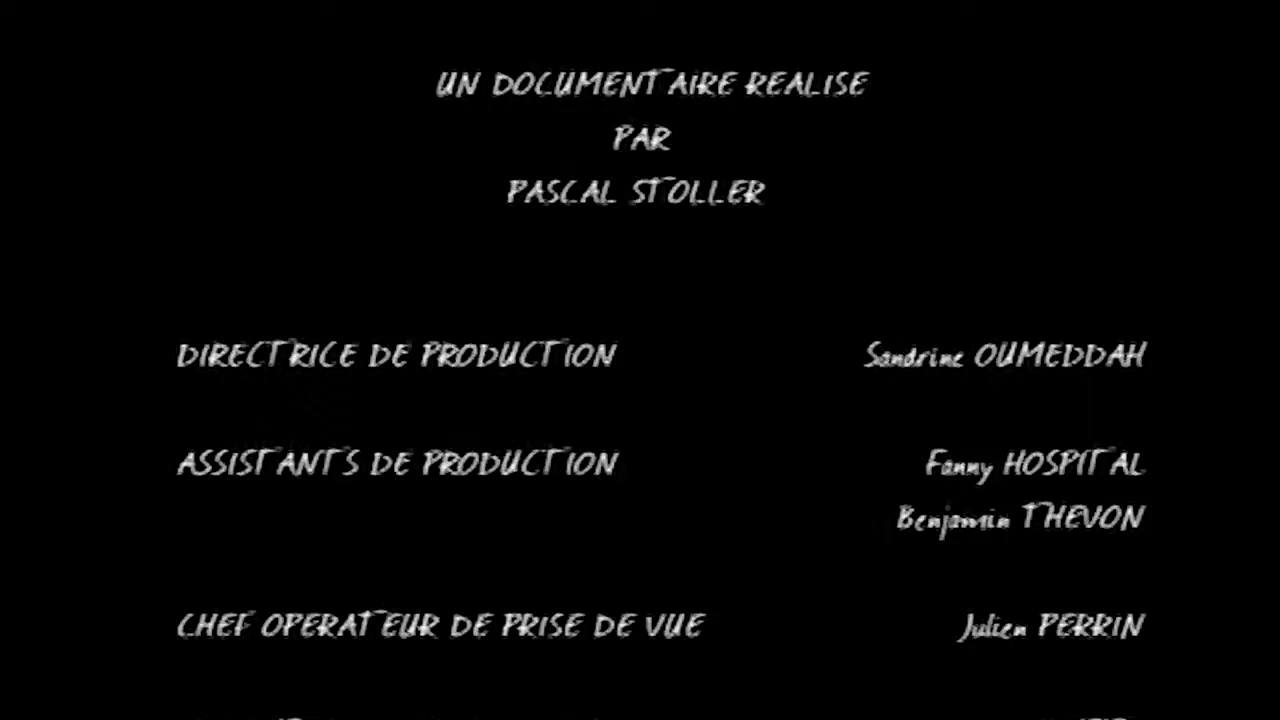 UN DOCUMENTAIRE REALISE
PAR
PASCAL STOLLER
DIRECTRICE DE PRODUCTION Sandrine OUMEDDAH
ASSISTANTS DE PRODUCTION Fanny HOSPITAL
Benjamin THEVON
CHEF OPERATEUR DE PRISE DE VUE Julien PERRIN